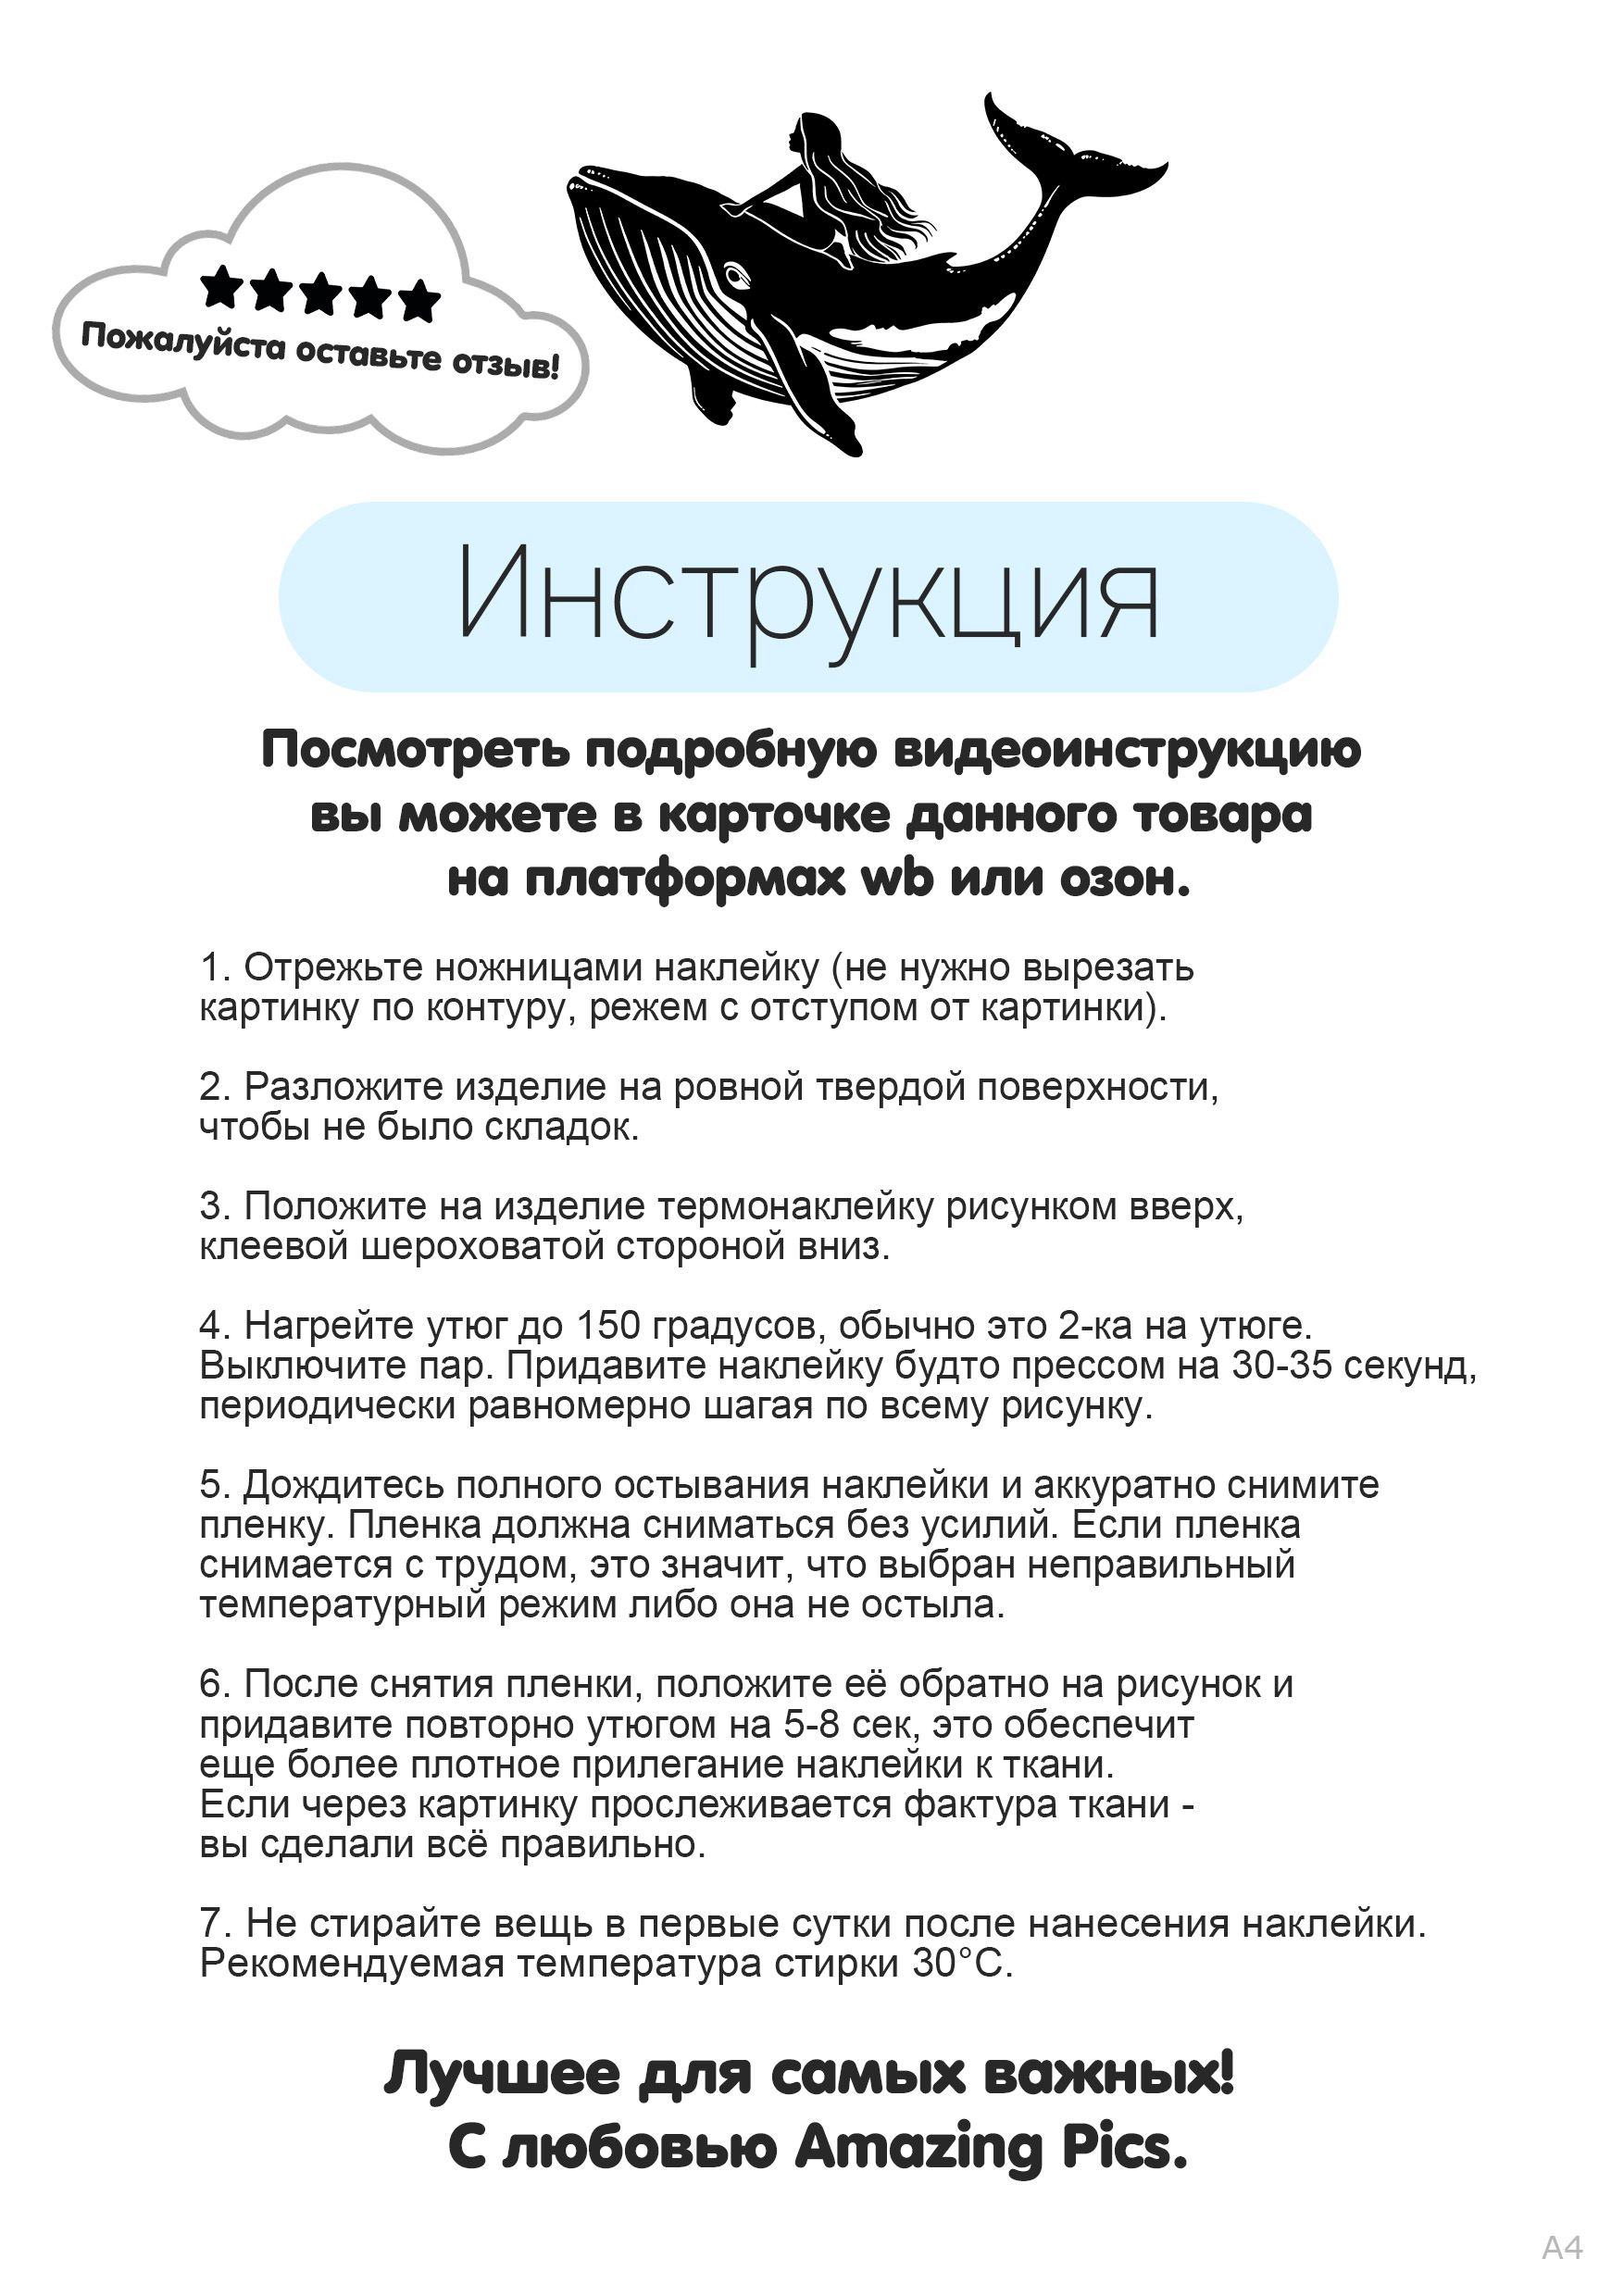 Пожалуйста оставьте отзыв!
Инструкция
Посмотреть подробную видеоинструкцию
вы можете в карточке данного товара
на платформах wb или озон.
1. Отрежьте ножницами наклейку (не нужно вырезать
картинку по контуру, режем с отступом от картинки).
2. Разложите изделие на ровной твердой поверхности,
чтобы не было складок.
3. Положите на изделие термонаклейку рисунком вверх,
клеевой шероховатой стороной вниз.
4. Нагрейте утюг до 150 градусов, обычно это 2-ка на утюге.
Выключите пар. Придавите наклейку будто прессом на 30-35 секунд,
периодически равномерно шагая по всему рисунку.
5. Дождитесь полного остывания наклейки и аккуратно снимите
пленку. Пленка должна сниматься без усилий. Если пленка
снимается с трудом, это значит, что выбран неправильный
температурный режим либо она не остыла.
6. После снятия пленки, положите её обратно на рисунок и
придавите повторно утюгом на 5-8 сек, это обеспечит
еще более плотное прилегание наклейки к ткани.
Если через картинку прослеживается фактура ткани -
вы сделали всё правильно.
7. Не стирайте вещь в первые сутки после нанесения наклейки.
Рекомендуемая температура стирки 30°С.
Лучшее для самых важных!
С любовью Amazing Pics.
A4